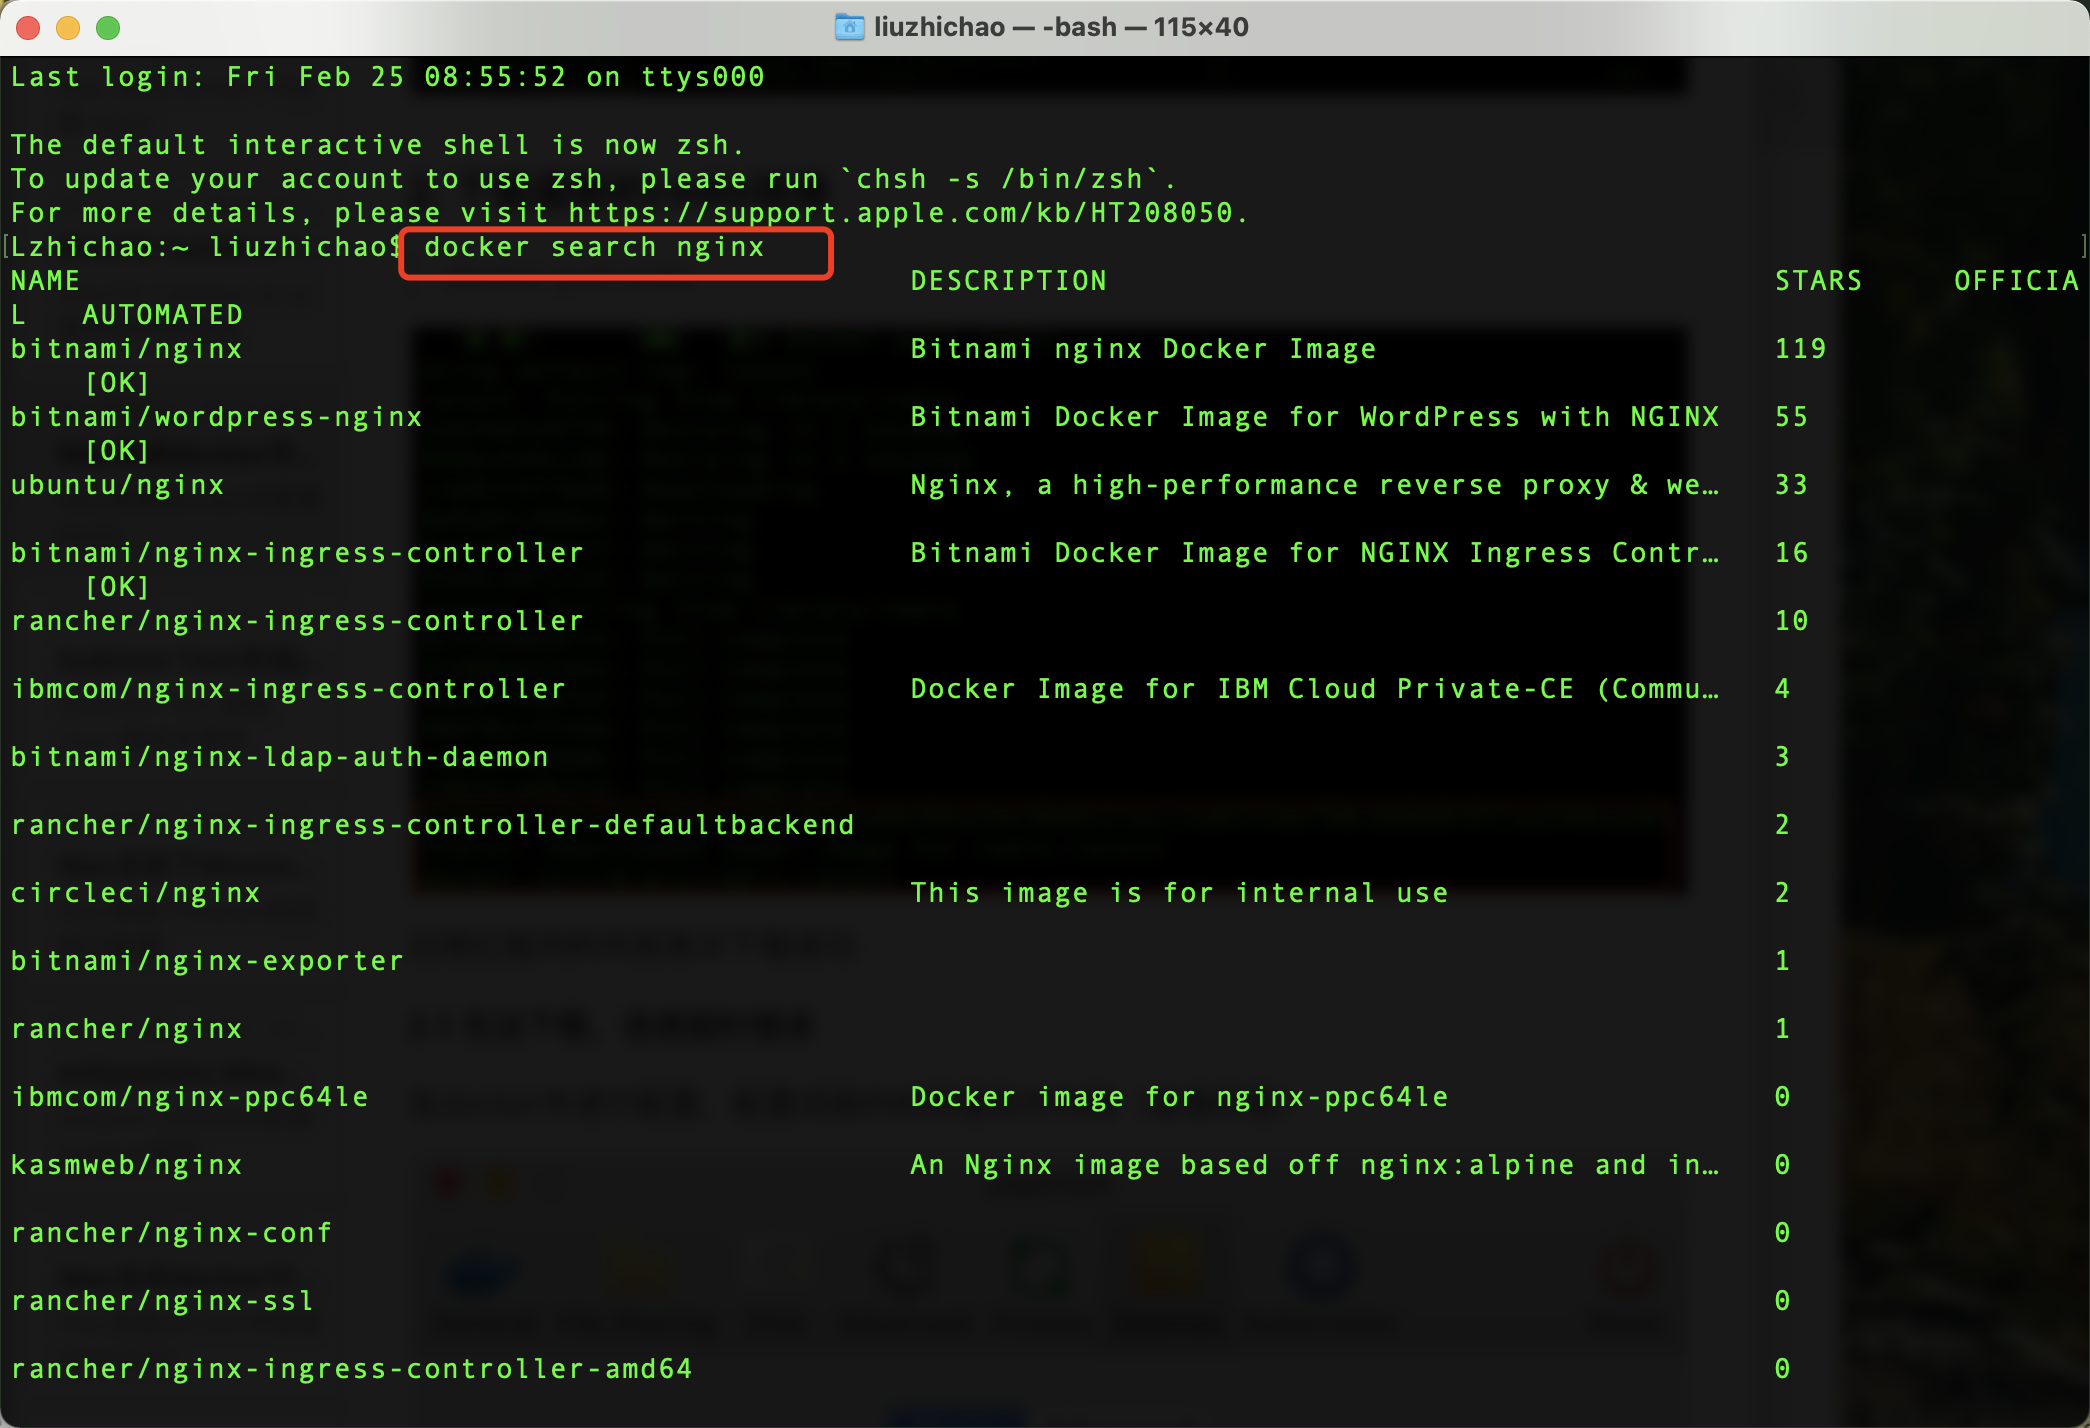 liuzhichao — -bash — 115×40
Last login: Fri Feb 25 08:55:52 on ttys000
The default interactive shell is now zsh.
To update your account to use zsh, please run `chsh -s /bin/zsh`.
For more details, please visit https://support.apple.com/kb/HT208050.
[Lzhichao:~ liuzhichao$ docker search nginx ]
NAME DESCRIPTION STARS OFFICIA
L AUTOMATED
bitnami/nginx Bitnami nginx Docker Image 119
[OK]
bitnami/wordpress-nginx Bitnami Docker Image for WordPress with NGINX 55
[OK]
ubuntu/nginx Nginx, a high-performance reverse proxy & we… 33
bitnami/nginx-ingress-controller Bitnami Docker Image for NGINX Ingress Contr… 16
[OK]
rancher/nginx-ingress-controller 10
ibmcom/nginx-ingress-controller Docker Image for IBM Cloud Private-CE (Commu… 4
bitnami/nginx-ldap-auth-daemon 3
rancher/nginx-ingress-controller-defaultbackend 2
circleci/nginx This image is for internal use 2
bitnami/nginx-exporter 1
rancher/nginx 1
ibmcom/nginx-ppc64le Docker image for nginx-ppc64le 0
kasmweb/nginx An Nginx image based off nginx:alpine and in… 0
rancher/nginx-conf 0
rancher/nginx-ssl 0
rancher/nginx-ingress-controller-amd64 0